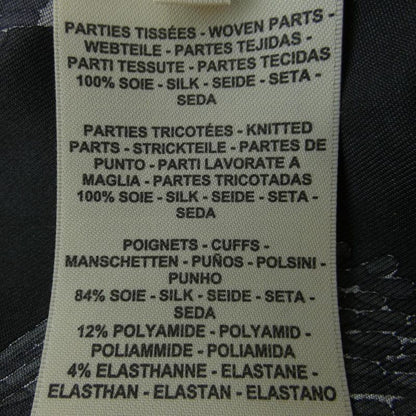 PARTIES TISSÉES - WOVEN PARTS -
WEBTEILE - PARTES TEJIDAS -
PARTI TESSUTE - PARTES TECIDAS
100% SOIE - SILK - SEIDE - SETA -
SEDA
PARTIES TRICOTÉES - KNITTED
PARTS - STRICKTEILE - PARTES DE
PUNTO - PARTI LAVORATE A
MAGLIA - PARTES TRICOTADAS
100% SOIE - SILK - SEIDE - SETA -
SEDA
POIGNETS - CUFFS -
MANSCHETTEN - PUÑOS - POLSINI -
PUNHO
84% SOIE - SILK - SEIDE - SETA -
SEDA
12% POLYAMIDE - POLYAMID -
POLIAMMIDE - POLIAMIDA
4% ELASTHANNE - ELASTANE -
ELASTHAN - ELASTAN - ELASTANO